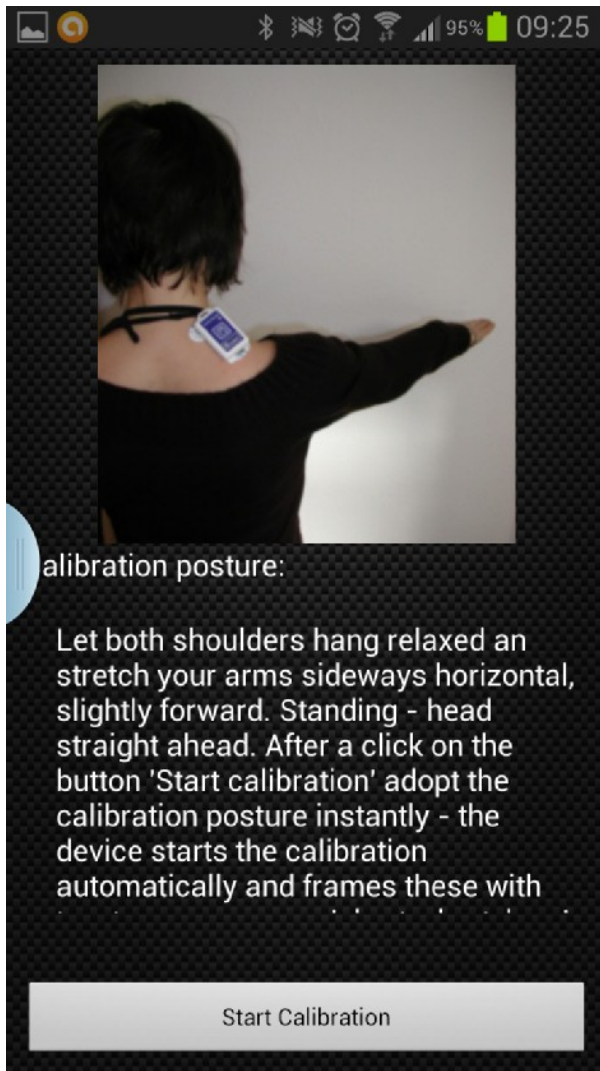 95% 09:25
alibration posture:
Let both shoulders hang relaxed an
stretch your arms sideways horizontal,
slightly forward. Standing - head
straight ahead. After a click on the
button 'Start calibration' adopt the
calibration posture instantly - the
device starts the calibration
automatically and frames these with
Start Calibration